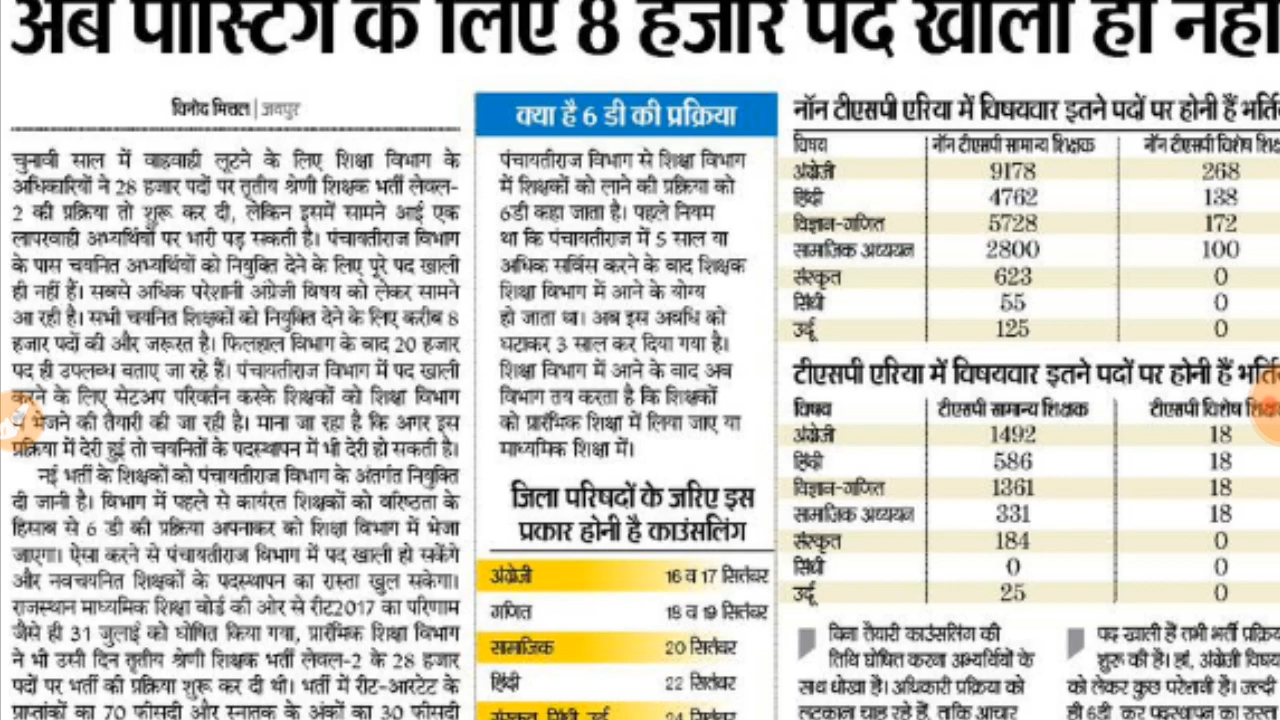 अब पोस्टिंग के लिए 8 हजार पद खाली ही नहीं
विनोद मित्तल | जयपुर
चुनावी साल में वाहवाही लूटने के लिए शिक्षा विभाग के
अधिकारियों ने 28 हजार पदों पर तृतीय श्रेणी शिक्षक भर्ती लेवल-
2 की प्रक्रिया तो शुरू कर दी, लेकिन इसमें सामने आई एक
लापरवाही अभ्यर्थियों पर भारी पड़ सकती है। पंचायतीराज विभाग
के पास चयनित अभ्यर्थियों को नियुक्ति देने के लिए पूरे पद खाली
ही नहीं हैं। सबसे अधिक परेशानी अंग्रेजी विषय को लेकर सामने
आ रही है। सभी चयनित शिक्षकों को नियुक्ति देने के लिए करीब 8
हजार पदों की और जरूरत है। फिलहाल विभाग के बाद 20 हजार
पद ही उपलब्ध बताए जा रहे हैं। पंचायतीराज विभाग में पद खाली
करने के लिए सेटअप परिवर्तन करके शिक्षकों को शिक्षा विभाग
में भेजने की तैयारी की जा रही है। माना जा रहा है कि अगर इस
प्रक्रिया में देरी हुई तो चयनितों के पदस्थापन में भी देरी हो सकती है।
नई भर्ती के शिक्षकों को पंचायतीराज विभाग के अंतर्गत नियुक्ति
दी जानी है। विभाग में पहले से कार्यरत शिक्षकों को वरिष्ठता के
हिसाब से 6 डी की प्रक्रिया अपनाकर को शिक्षा विभाग में भेजा
जाएगा। ऐसा करने से पंचायतीराज विभाग में पद खाली हो सकेंगे
और नवचयनित शिक्षकों के पदस्थापन का रास्ता खुल सकेगा।
राजस्थान माध्यमिक शिक्षा बोर्ड की ओर से रीट2017 का परिणाम
जैसे ही 31 जुलाई को घोषित किया गया, प्रारंभिक शिक्षा विभाग
ने भी उसी दिन तृतीय श्रेणी शिक्षक भर्ती लेवल-2 के 28 हजार
पदों पर भर्ती की प्रक्रिया शुरू कर दी थी। भर्ती में रीट-आरटेट के
प्राप्तांकों का 70 फीसदी और स्नातक के अंकों का 30 फीसदी
क्या है 6 डी की प्रक्रिया
पंचायतीराज विभाग से शिक्षा विभाग
में शिक्षकों को लाने की प्रक्रिया को
6डी कहा जाता है। पहले नियम
था कि पंचायतीराज में 5 साल या
अधिक सर्विस करने के बाद शिक्षक
शिक्षा विभाग में आने के योग्य
हो जाता था। अब इस अवधि को
घटाकर 3 साल कर दिया गया है।
शिक्षा विभाग में आने के बाद अब
विभाग तय करता है कि शिक्षकों
को प्रारंभिक शिक्षा में लिया जाए या
माध्यमिक शिक्षा में।
जिला परिषदों के जरिए इस
प्रकार होनी है काउंसलिंग
अंग्रेजी 16 व 17 सितंबर
गणित 18 व 19 सितंबर
सामाजिक 20 सितंबर
हिंदी 22 सितंबर
संस्कृत, सिंधी, उर्दू 24 सितंबर
नॉन टीएसपी एरिया में विषयवार इतने पदों पर होनी हैं भर्ति
विषय नॉन टीएसपी सामान्य शिक्षक नॉन टीएसपी विशेष शिक्ष
अंग्रेजी 9178 268
हिंदी 4762 138
विज्ञान-गणित 5728 172
सामाजिक अध्ययन 2800 100
संस्कृत 623 0
सिंधी 55 0
उर्दू 125 0
टीएसपी एरिया में विषयवार इतने पदों पर होनी हैं भर्ति
विषय टीएसपी सामान्य शिक्षक टीएसपी विशेष शिक्ष
अंग्रेजी 1492 18
हिंदी 586 18
विज्ञान-गणित 1361 18
सामाजिक अध्ययन 331 18
संस्कृत 184 0
सिंधी 0 0
उर्दू 25 0
बिना तैयारी काउंसलिंग की
तिथि घोषित करना अभ्यर्थियों के
साथ धोखा है। अधिकारी प्रक्रिया को
लटकाना चाह रहे हैं, ताकि आचार
पद खाली हैं तभी भर्ती प्रक्रिय
शुरू की है। हां, अंग्रेजी विषय
को लेकर कुछ परेशानी है। जल्दी
ही 6डी कर पदस्थापन का रास्ता